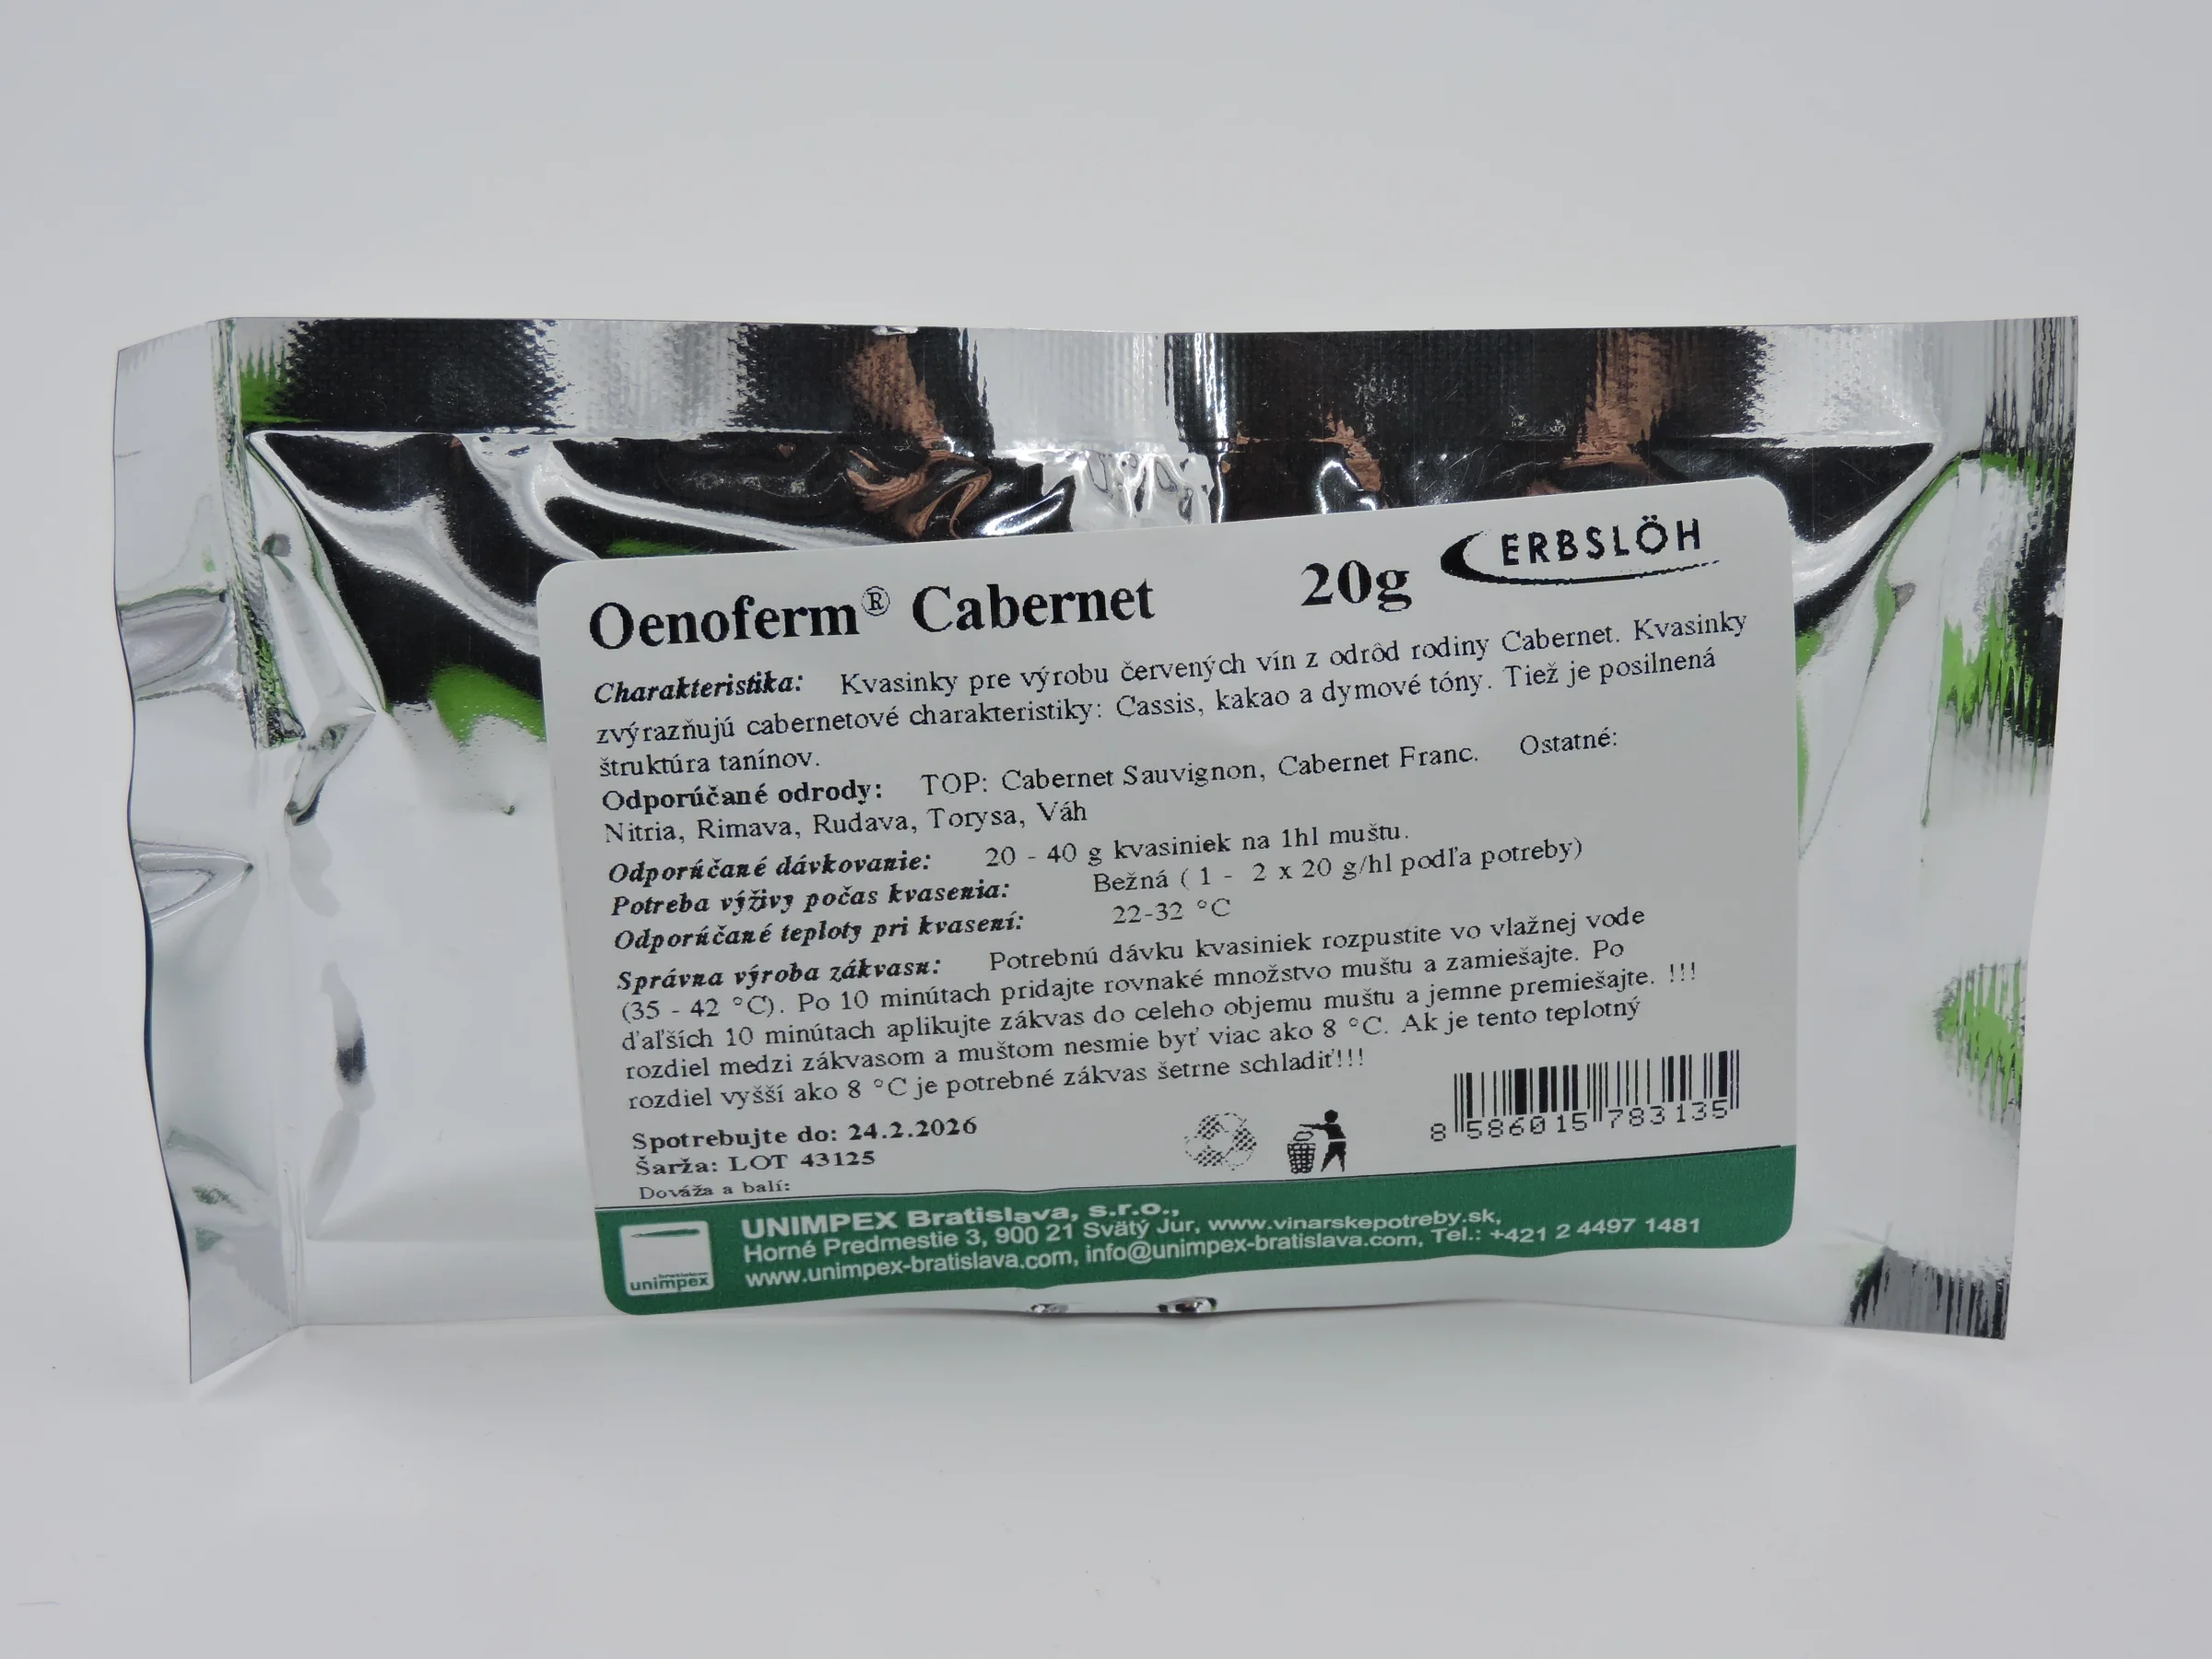 Oenoferm® Cabernet 20g ERBSLÖH
Charakteristika: Kvasinky pre výrobu červených vín z odrôd rodiny Cabernet. Kvasinky
zvýrazňujú cabernetové charakteristiky: Cassis, kakao a dymové tóny. Tiež je posilnená
štruktúra tanínov.
Odporúčané odrody: TOP: Cabernet Sauvignon, Cabernet Franc. Ostatné:
Nitria, Rimava, Rudava, Torysa, Váh
Odporúčané dávkovanie: 20 - 40 g kvasiniek na 1hl muštu.
Potreba výživy počas kvasenia: Bežná ( 1 - 2 x 20 g/hl podľa potreby)
Odporúčané teploty pri kvasení: 22-32 °C
Správna výroba zákvasu: Potrebnú dávku kvasiniek rozpustite vo vlažnej vode
(35 - 42 °C). Po 10 minútach pridajte rovnaké množstvo muštu a zamiešajte. Po
ďaľších 10 minútach aplikujte zákvas do celeho objemu muštu a jemne premiešajte. !!!
rozdiel medzi zákvasom a muštom nesmie byť viac ako 8 °C. Ak je tento teplotný
rozdiel vyšší ako 8 °C je potrebné zákvas šetrne schladiť!!!
Spotrebujte do: 24.2.2026
Šarža: LOT 43125
Dováža a balí:
8 586015 783135
UNIMPEX Bratislava, s.r.o.,
Horné Predmestie 3, 900 21 Svätý Jur, www.vinarskepotreby.sk,
www.unimpex-bratislava.com, info@unimpex-bratislava.com, Tel.: +421 2 4497 1481
bratislava
unimpex